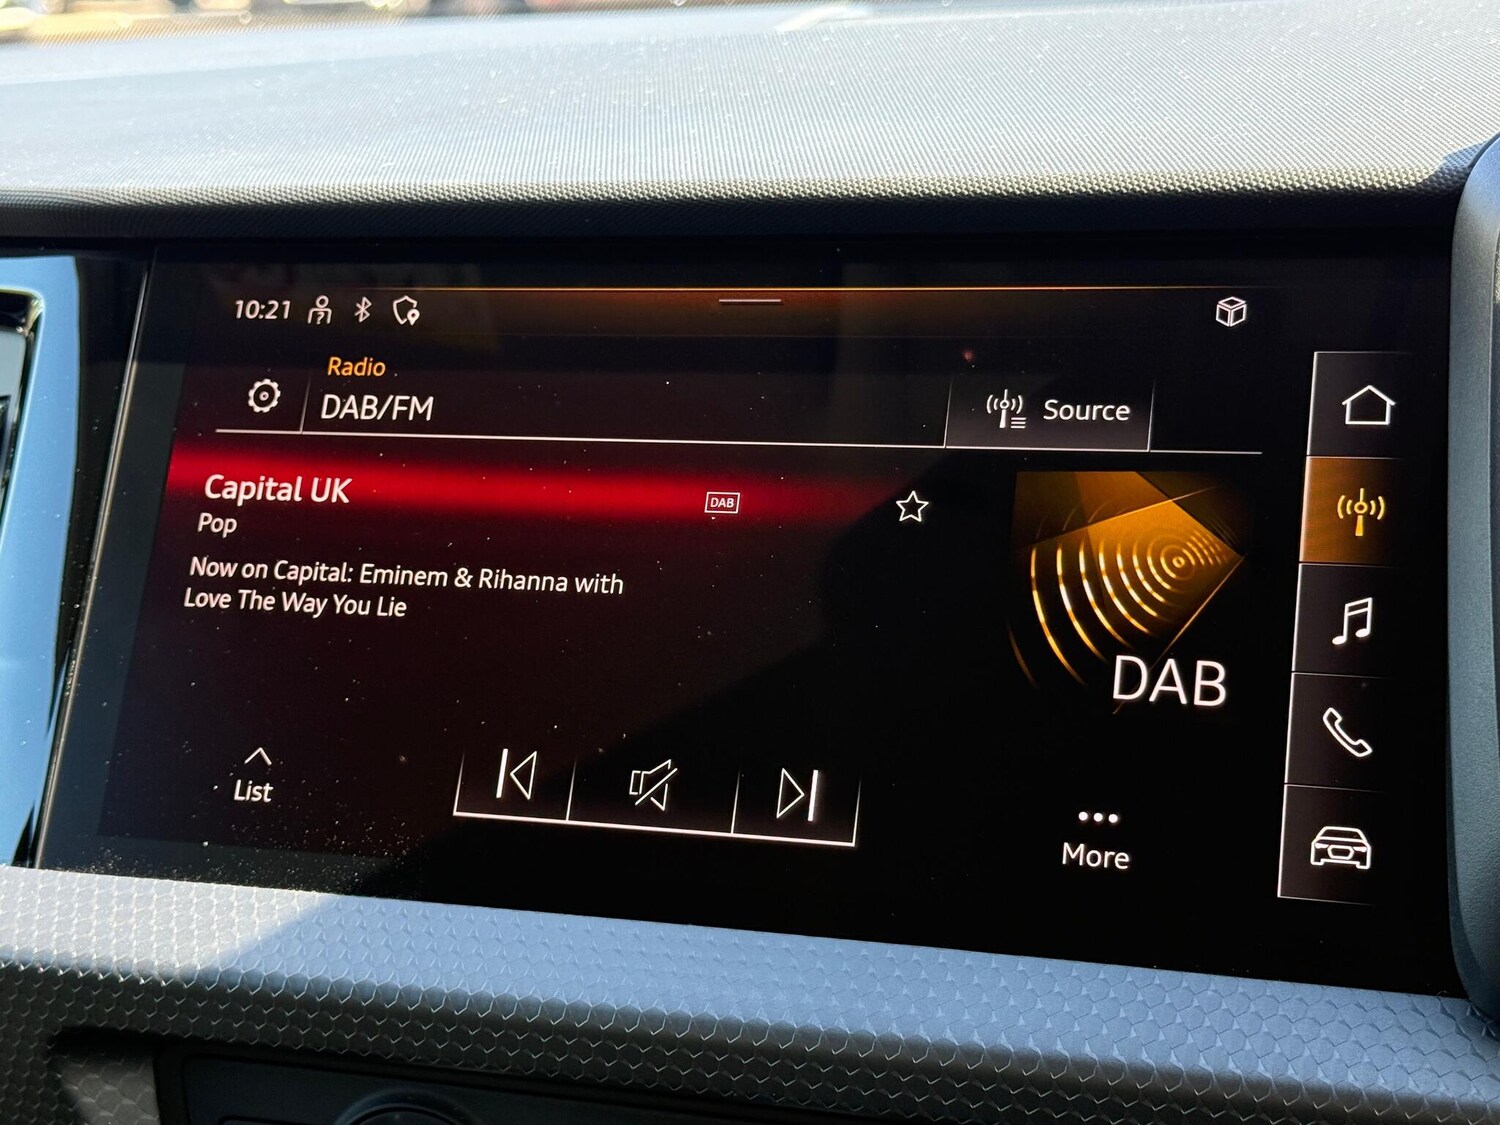 10:21
Radio
DAB/FM
Source
Capital UK
DAB
Pop
Now on Capital: Eminem & Rihanna with
Love The Way You Lie
DAB
List
More